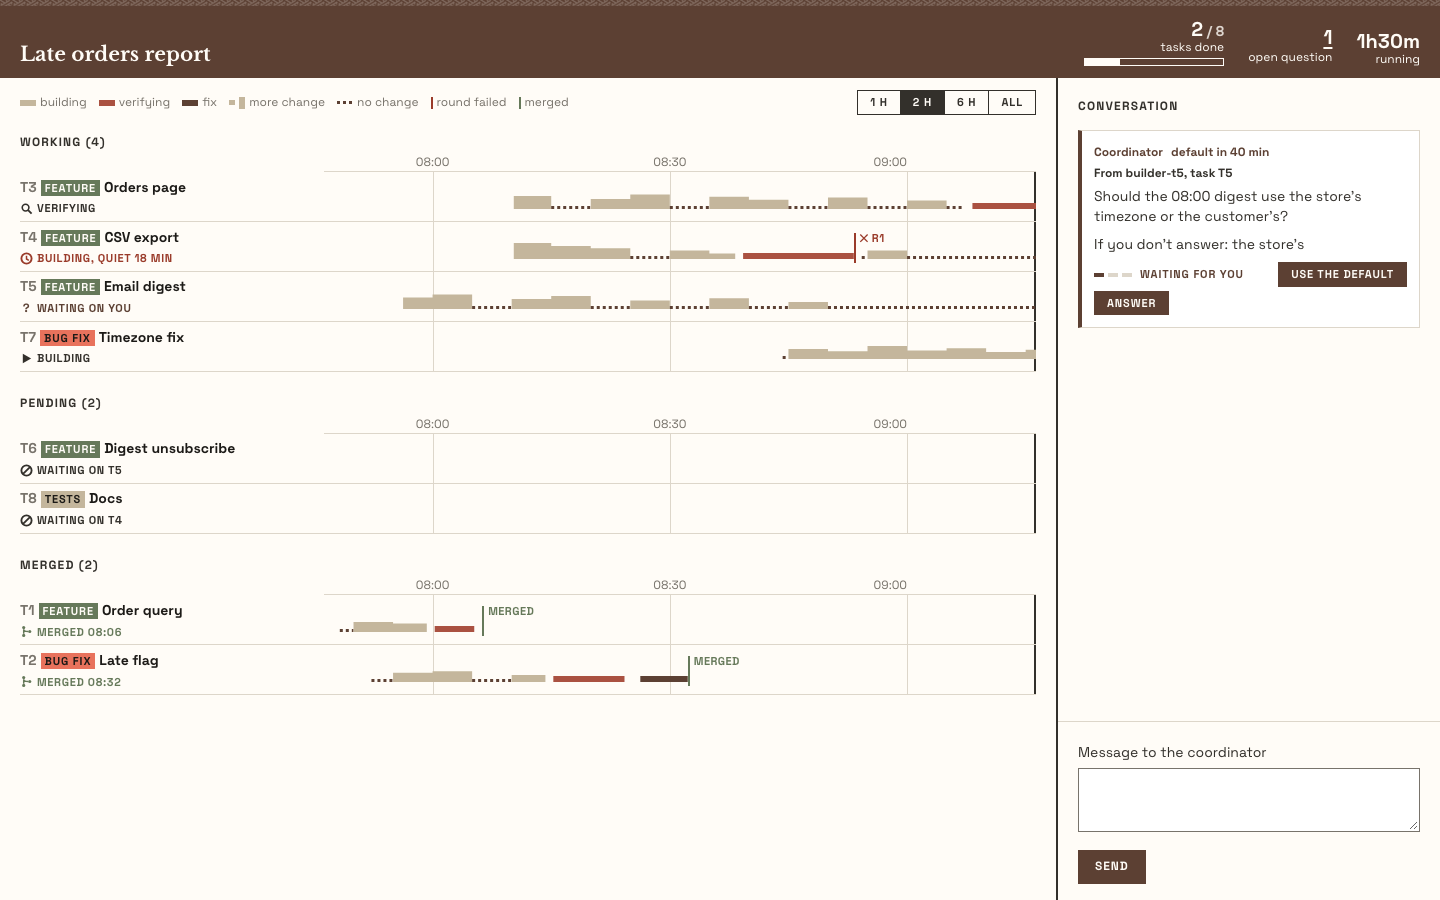 Late orders report
2 / 8
tasks done
1
open question
1h30m
running
building verifying fix more change no change round failed merged
1 H 2 H 6 H ALL
WORKING (4)
08:00 08:30 09:00
T3 FEATURE Orders page
VERIFYING
T4 FEATURE CSV export
BUILDING, QUIET 18 MIN
R1
T5 FEATURE Email digest
? WAITING ON YOU
T7 BUG FIX Timezone fix
BUILDING
PENDING (2)
08:00 08:30 09:00
T6 FEATURE Digest unsubscribe
WAITING ON T5
T8 TESTS Docs
WAITING ON T4
MERGED (2)
08:00 08:30 09:00
T1 FEATURE Order query
MERGED 08:06
MERGED
T2 BUG FIX Late flag
MERGED 08:32
MERGED
CONVERSATION
Coordinator default in 40 min
From builder-t5, task T5
Should the 08:00 digest use the store's
timezone or the customer's?
If you don't answer: the store's
WAITING FOR YOU
USE THE DEFAULT
ANSWER
Message to the coordinator
SEND